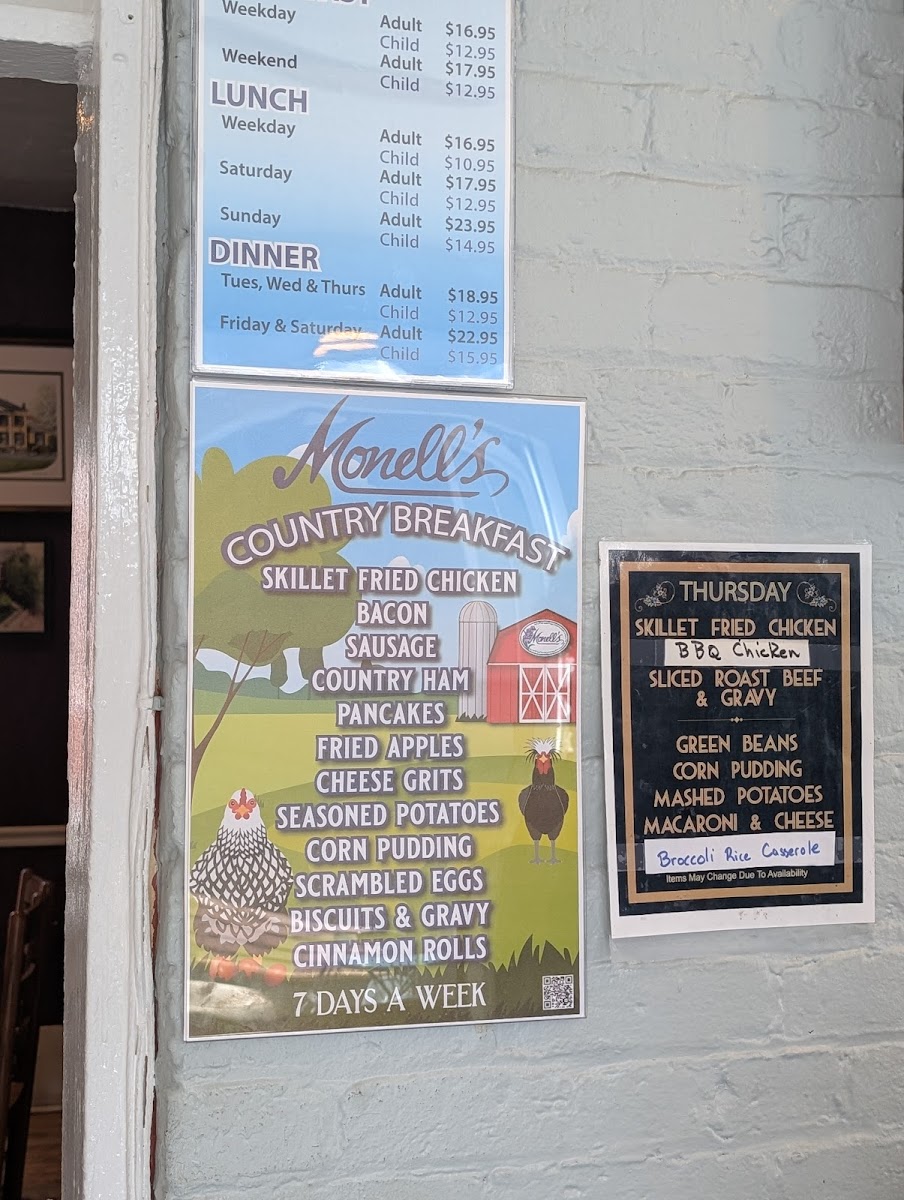 Weekday Adult $16.95
Child $12.95
Weekend Adult $17.95
Child $12.95
LUNCH
Weekday Adult $16.95
Child $10.95
Saturday Adult $17.95
Child $12.95
Sunday Adult $23.95
Child $14.95
DINNER
Tues, Wed & Thurs Adult $18.95
Child $12.95
Friday & Saturday Adult $22.95
Child $15.95
Monell's
COUNTRY BREAKFAST
SKILLET FRIED CHICKEN
BACON
SAUSAGE
COUNTRY HAM
PANCAKES
FRIED APPLES
CHEESE GRITS
SEASONED POTATOES
CORN PUDDING
SCRAMBLED EGGS
BISCUITS & GRAVY
CINNAMON ROLLS
7 DAYS A WEEK
Monell's
THURSDAY
SKILLET FRIED CHICKEN
BBQ Chicken
SLICED ROAST BEEF
& GRAVY
GREEN BEANS
CORN PUDDING
MASHED POTATOES
MACARONI & CHEESE
Broccoli Rice Casserole
Items May Change Due To Availability